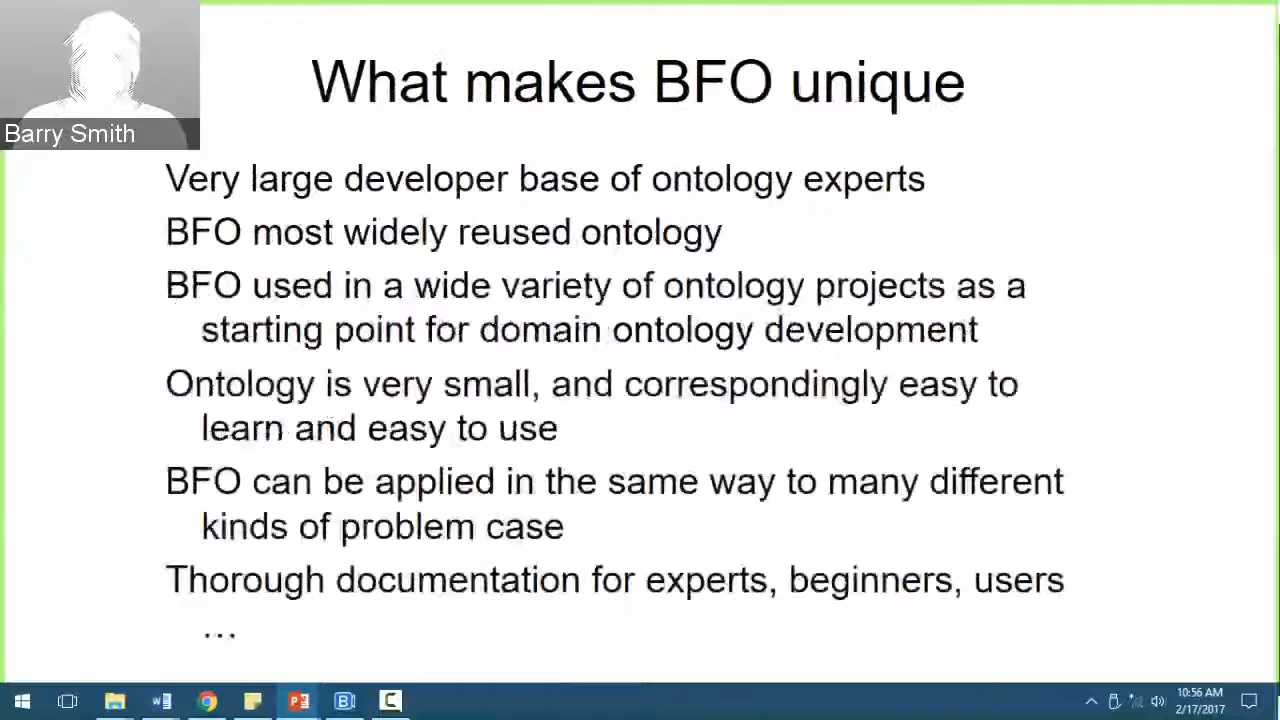 Barry Smith
What makes BFO unique
Very large developer base of ontology experts
BFO most widely reused ontology
BFO used in a wide variety of ontology projects as a
starting point for domain ontology development
Ontology is very small, and correspondingly easy to
learn and easy to use
BFO can be applied in the same way to many different
kinds of problem case
Thorough documentation for experts, beginners, users
…
10:56 AM
2/17/2017